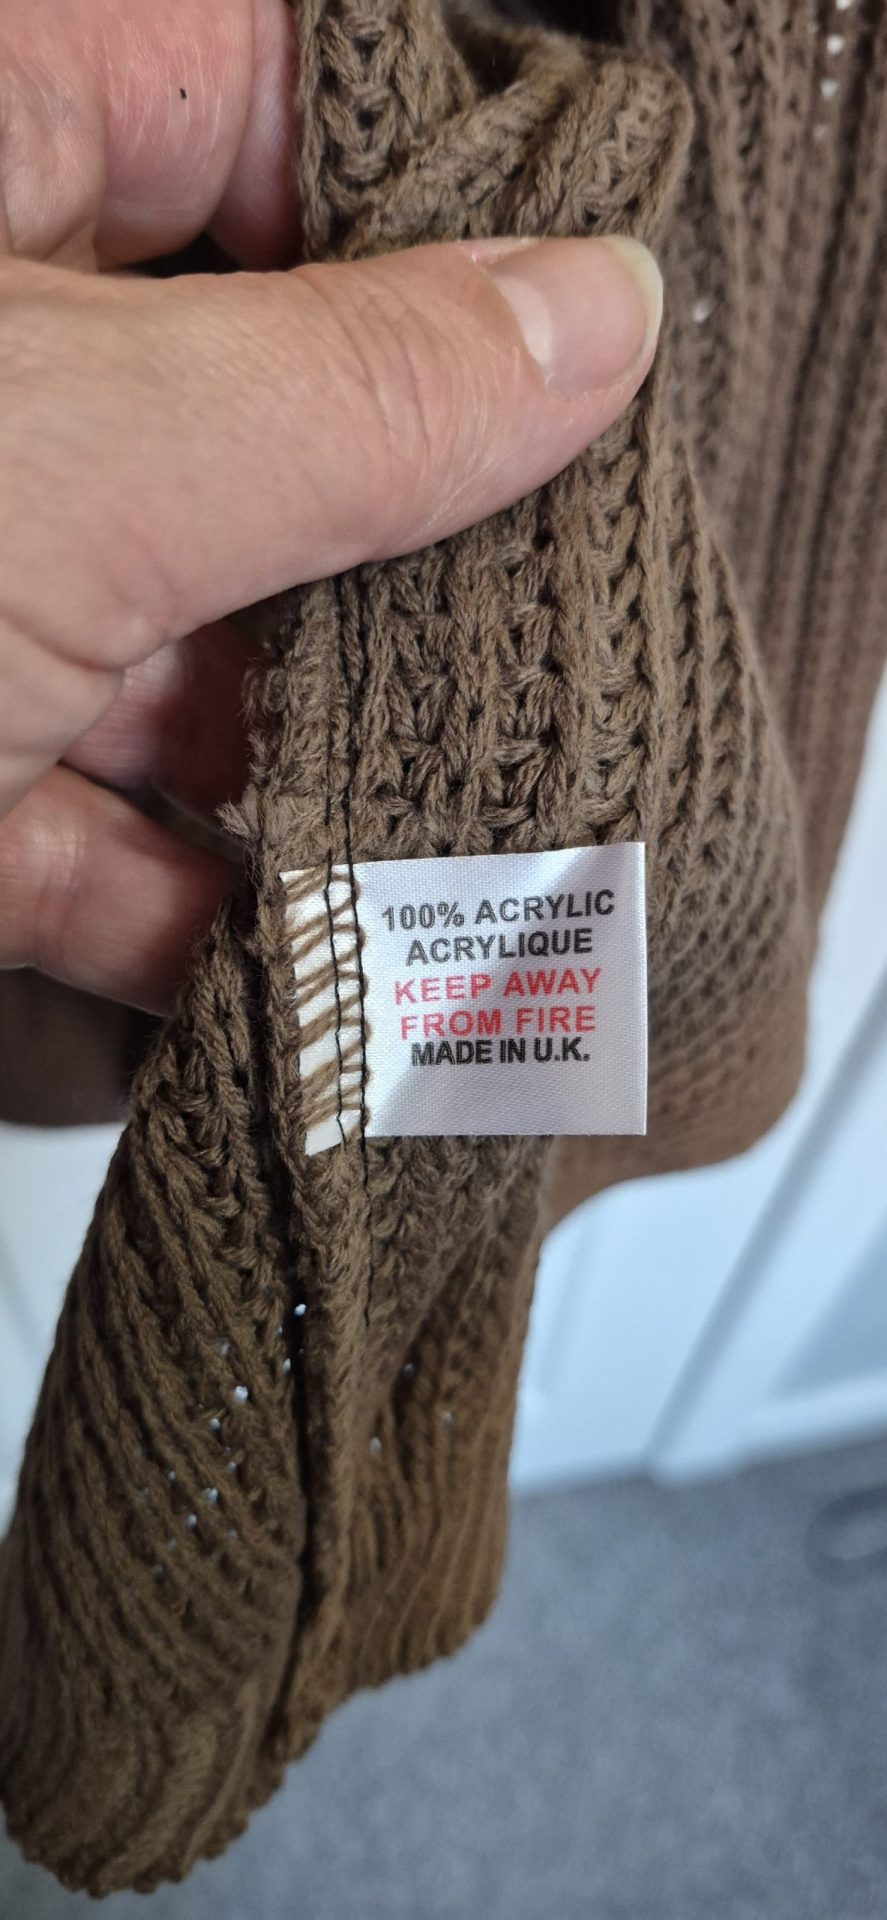 100% ACRYLIC
ACRYLIQUE
KEEP AWAY
FROM FIRE
MADE IN U.K.